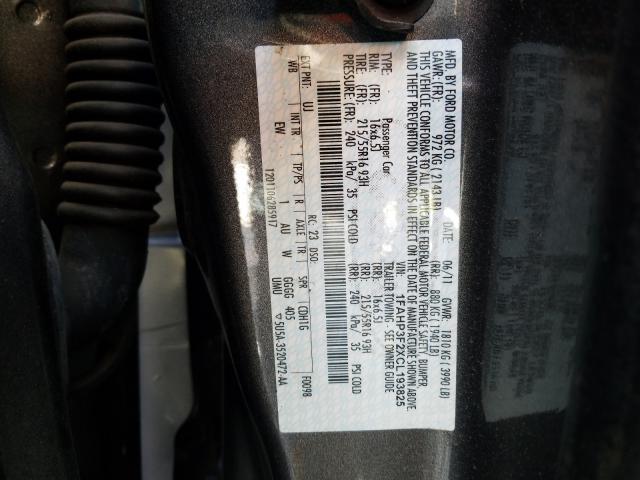 MFD. BY FORD MOTOR CO. DATE: 06/11 GVWR: 1810 KG ( 3990 LB)
GAWR: (FR): 972 KG ( 2143 LB) (RR): 880 KG ( 1940 LB)
THIS VEHICLE CONFORMS TO ALL APPLICABLE FEDERAL MOTOR VEHICLE SAFETY, BUMPER,
AND THEFT PREVENTION STANDARDS IN EFFECT ON THE DATE OF MANUFACTURE SHOWN ABOVE.
VIN: 1FAHP3F2XCL193825
TYPE: Passenger Car TRAILER TOWING - SEE OWNER GUIDE
RIM: (FR): 16x6.5J (RR): 16x6.5J
TIRE: (FR): 215/55R16 93H (RR): 215/55R16 93H
PRESSURE: (FR): 240 kPa/ 35 PSI COLD (RR): 240 kPa/ 35 PSI COLD
EXT PNT: UJ RC: 23 DSO: F0098
WB INT TR TP/PS R AXLE TR SPR CONFIG
EW 1 AU W GGGG 405
1201106285917 UMU ▽5U5A-3520472-AA